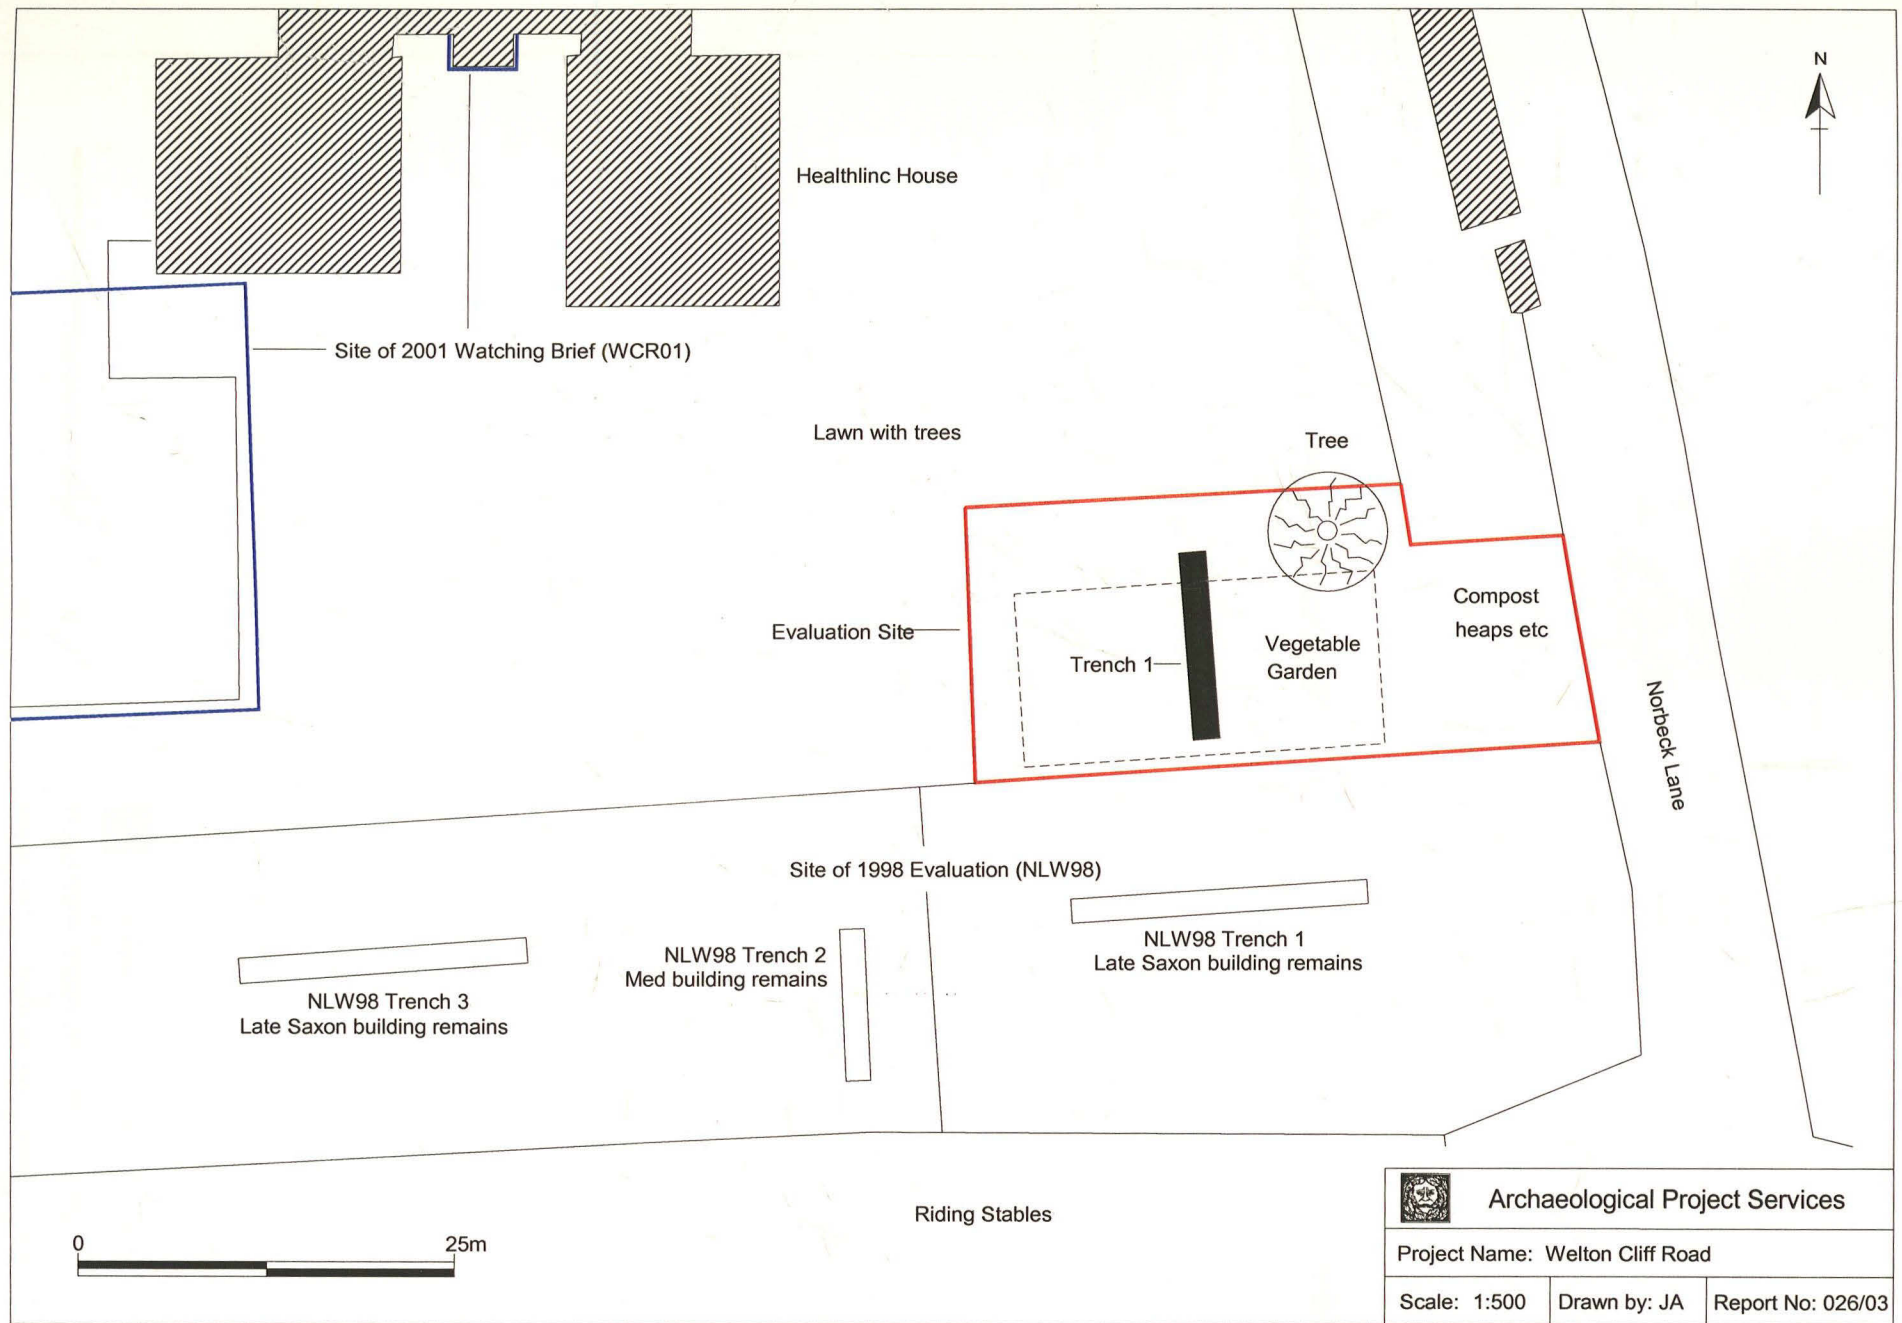 N
Healthlinc House
Site of 2001 Watching Brief (WCR01)
Lawn with trees
Tree
Evaluation Site
Trench 1
Vegetable
Garden
Compost
heaps etc
Norbeck Lane
Site of 1998 Evaluation (NLW98)
NLW98 Trench 1
Late Saxon building remains
NLW98 Trench 2
Med building remains
NLW98 Trench 3
Late Saxon building remains
Riding Stables
0
25m
Archaeological Project Services
Project Name: Welton Cliff Road
Scale: 1:500
Drawn by: JA
Report No: 026/03